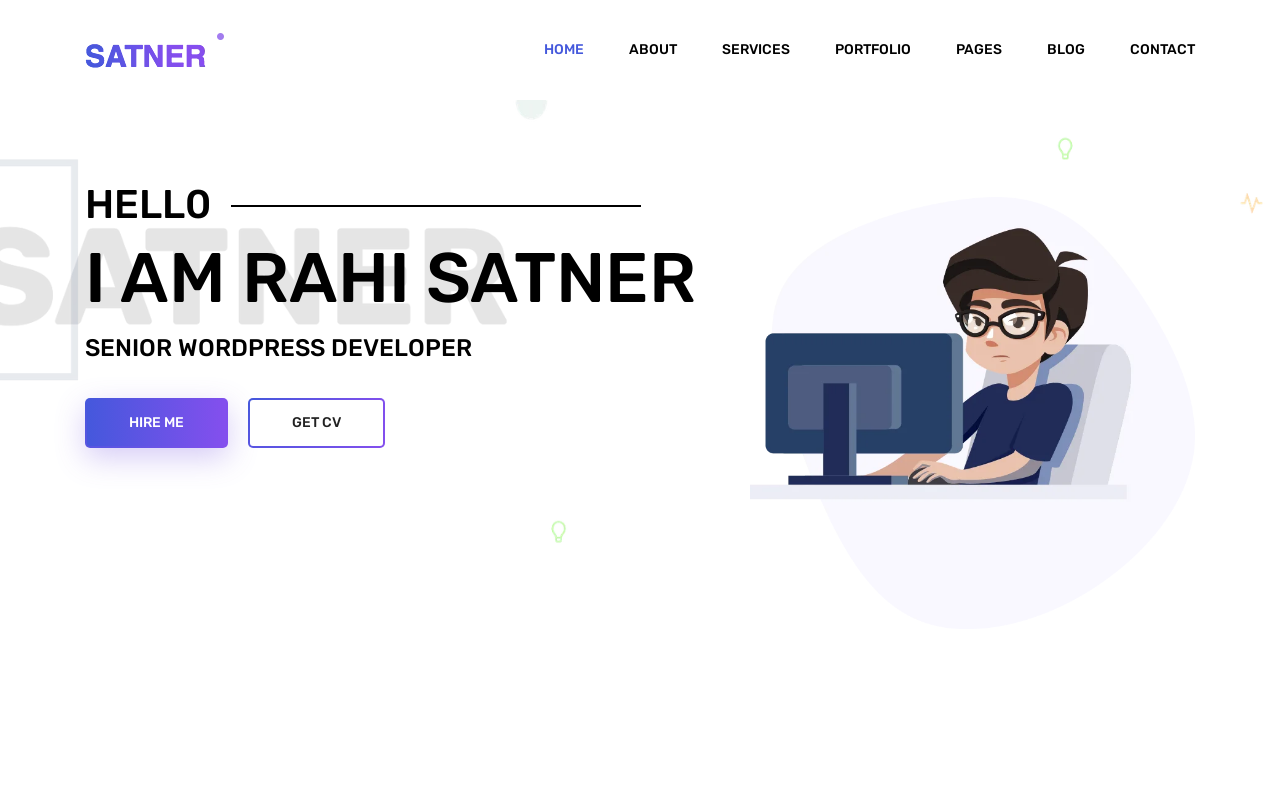 SATNER
HOME ABOUT SERVICES PORTFOLIO PAGES BLOG CONTACT
HELLO
SATNER
I AM RAHI SATNER
SENIOR WORDPRESS DEVELOPER
HIRE ME GET CV